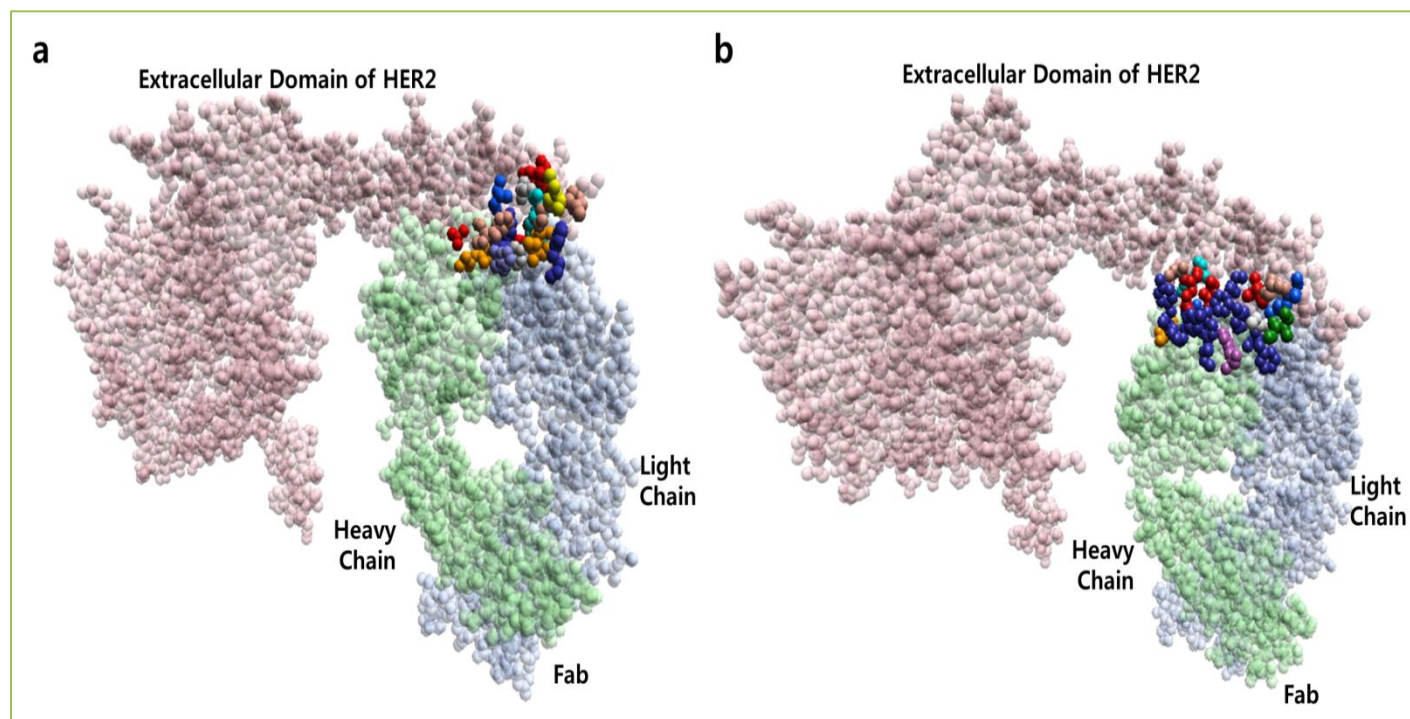 a
Extracellular Domain of HER2
Light
Chain
Heavy
Chain
Fab
b
Extracellular Domain of HER2
Light
Chain
Heavy
Chain
Fab